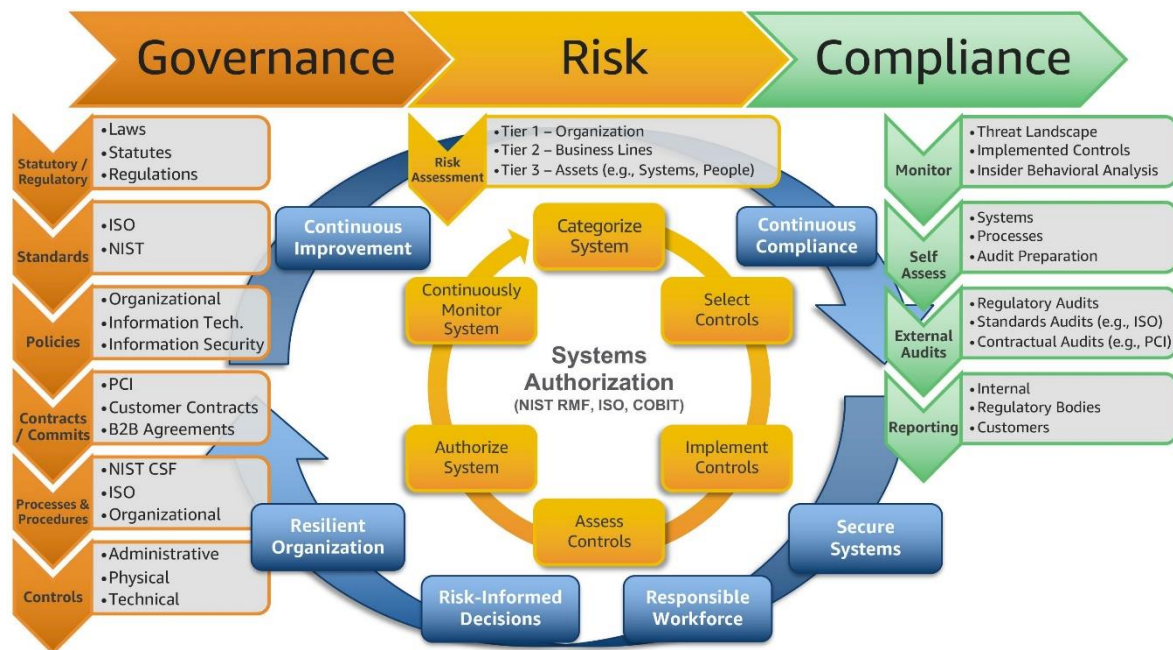 Governance
Risk
Compliance
Statutory /
Regulatory
•Laws
•Statutes
•Regulations
Standards
•ISO
•NIST
Policies
•Organizational
•Information Tech.
•Information Security
Contracts
/ Commits
•PCI
•Customer Contracts
•B2B Agreements
Processes &
Procedures
•NIST CSF
•ISO
•Organizational
Controls
•Administrative
•Physical
•Technical
Risk
Assessment
•Tier 1 – Organization
•Tier 2 – Business Lines
•Tier 3 – Assets (e.g., Systems, People)
Continuous
Improvement
Continuous
Compliance
Categorize
System
Select
Controls
Implement
Controls
Assess
Controls
Authorize
System
Continuously
Monitor
System
Systems
Authorization
(NIST RMF, ISO, COBIT)
Secure
Systems
Responsible
Workforce
Risk-Informed
Decisions
Resilient
Organization
Monitor
•Threat Landscape
•Implemented Controls
•Insider Behavioral Analysis
Self
Assess
•Systems
•Processes
•Audit Preparation
External
Audits
•Regulatory Audits
•Standards Audits (e.g., ISO)
•Contractual Audits (e.g., PCI)
Reporting
•Internal
•Regulatory Bodies
•Customers